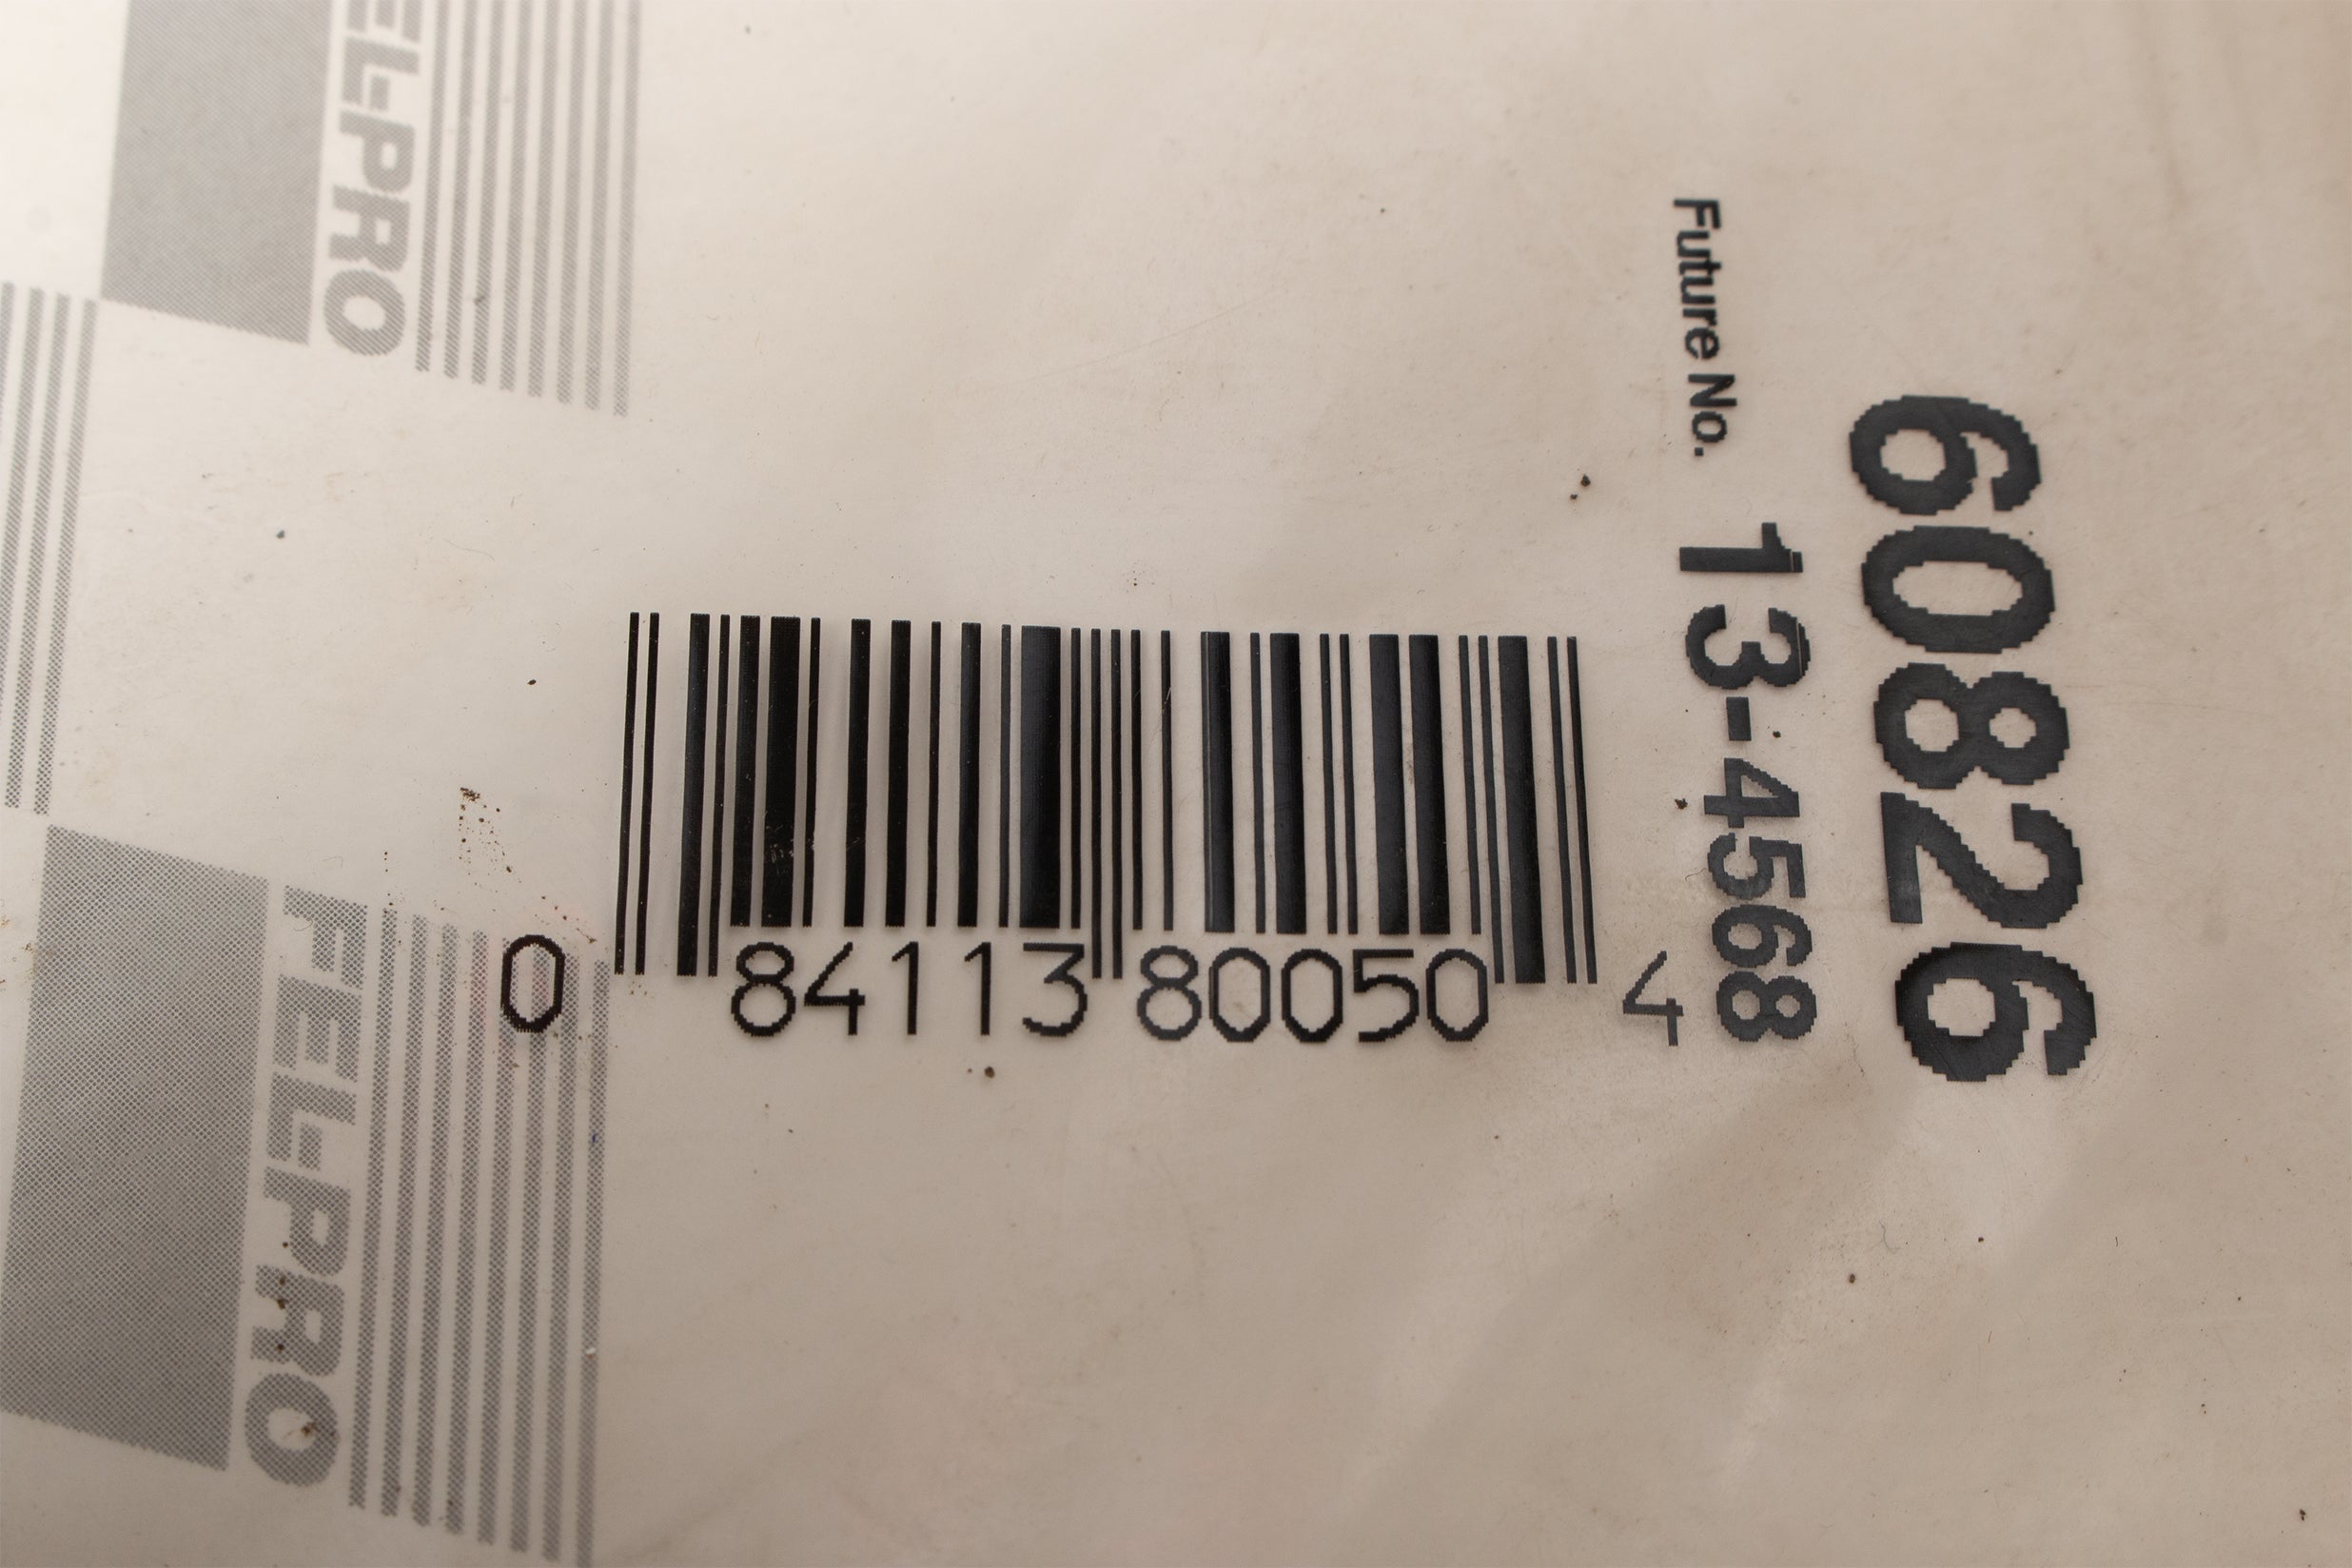 FEL-PRO
60826
Future No. 13-4568
0 84113 80050 4
FEL-PRO